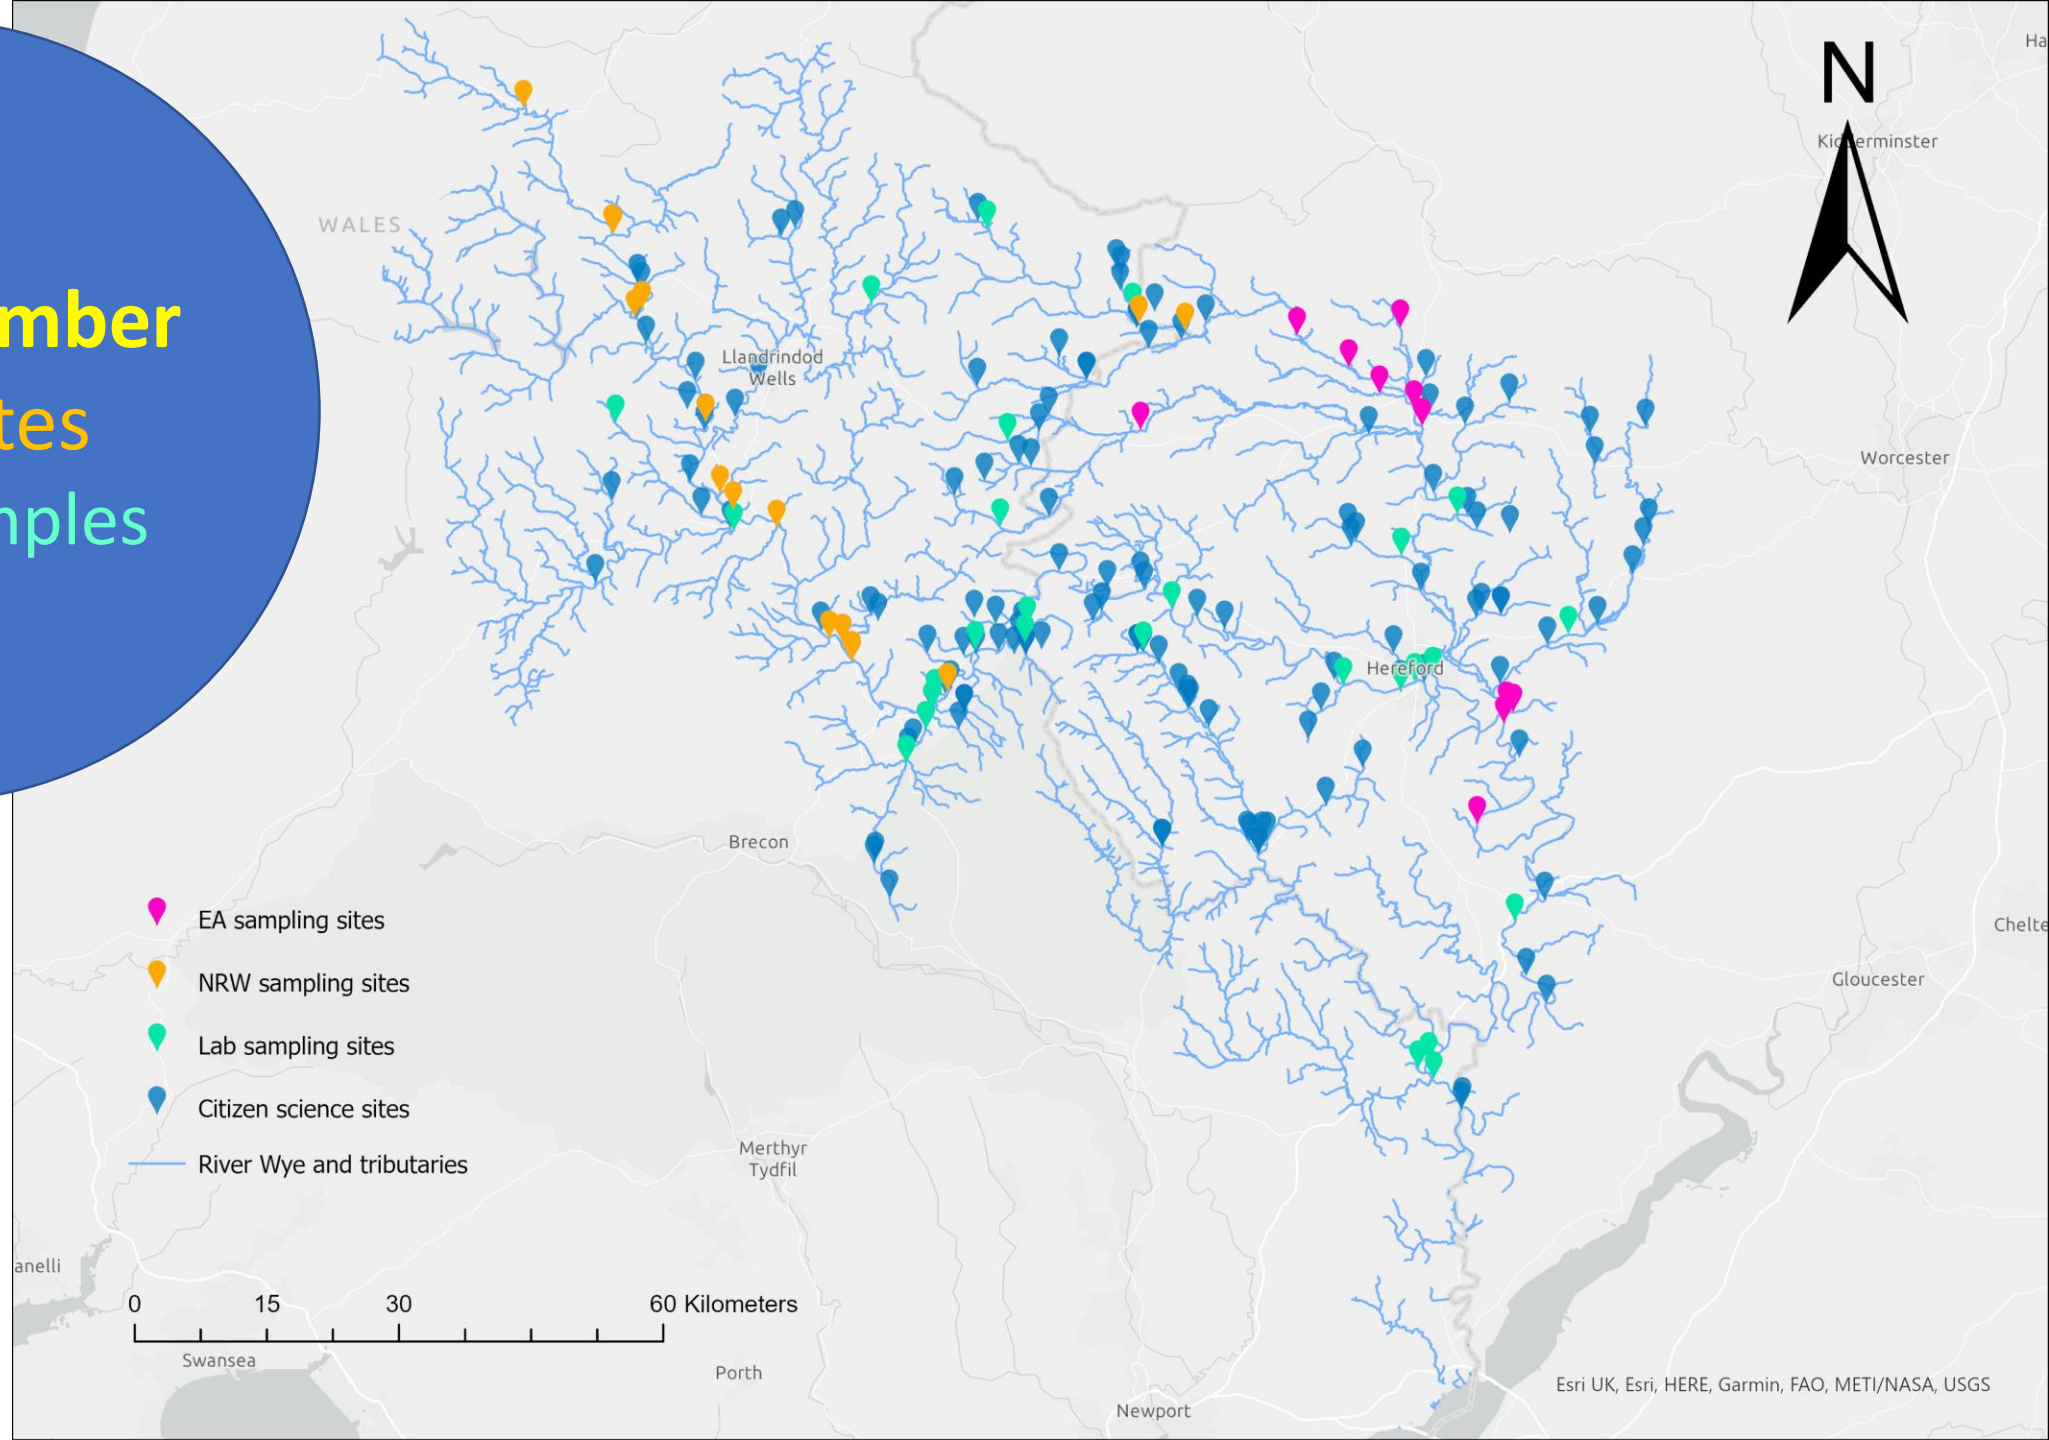 mber
tes
nples
N
Ha
Kidderminster
WALES
Llandrindod
Wells
Worcester
Hereford
Brecon
Chelte
Gloucester
EA sampling sites
NRW sampling sites
Lab sampling sites
Citizen science sites
River Wye and tributaries
Merthyr
Tydfil
anelli
0 15 30 60 Kilometers
Swansea
Porth
Newport
Esri UK, Esri, HERE, Garmin, FAO, METI/NASA, USGS